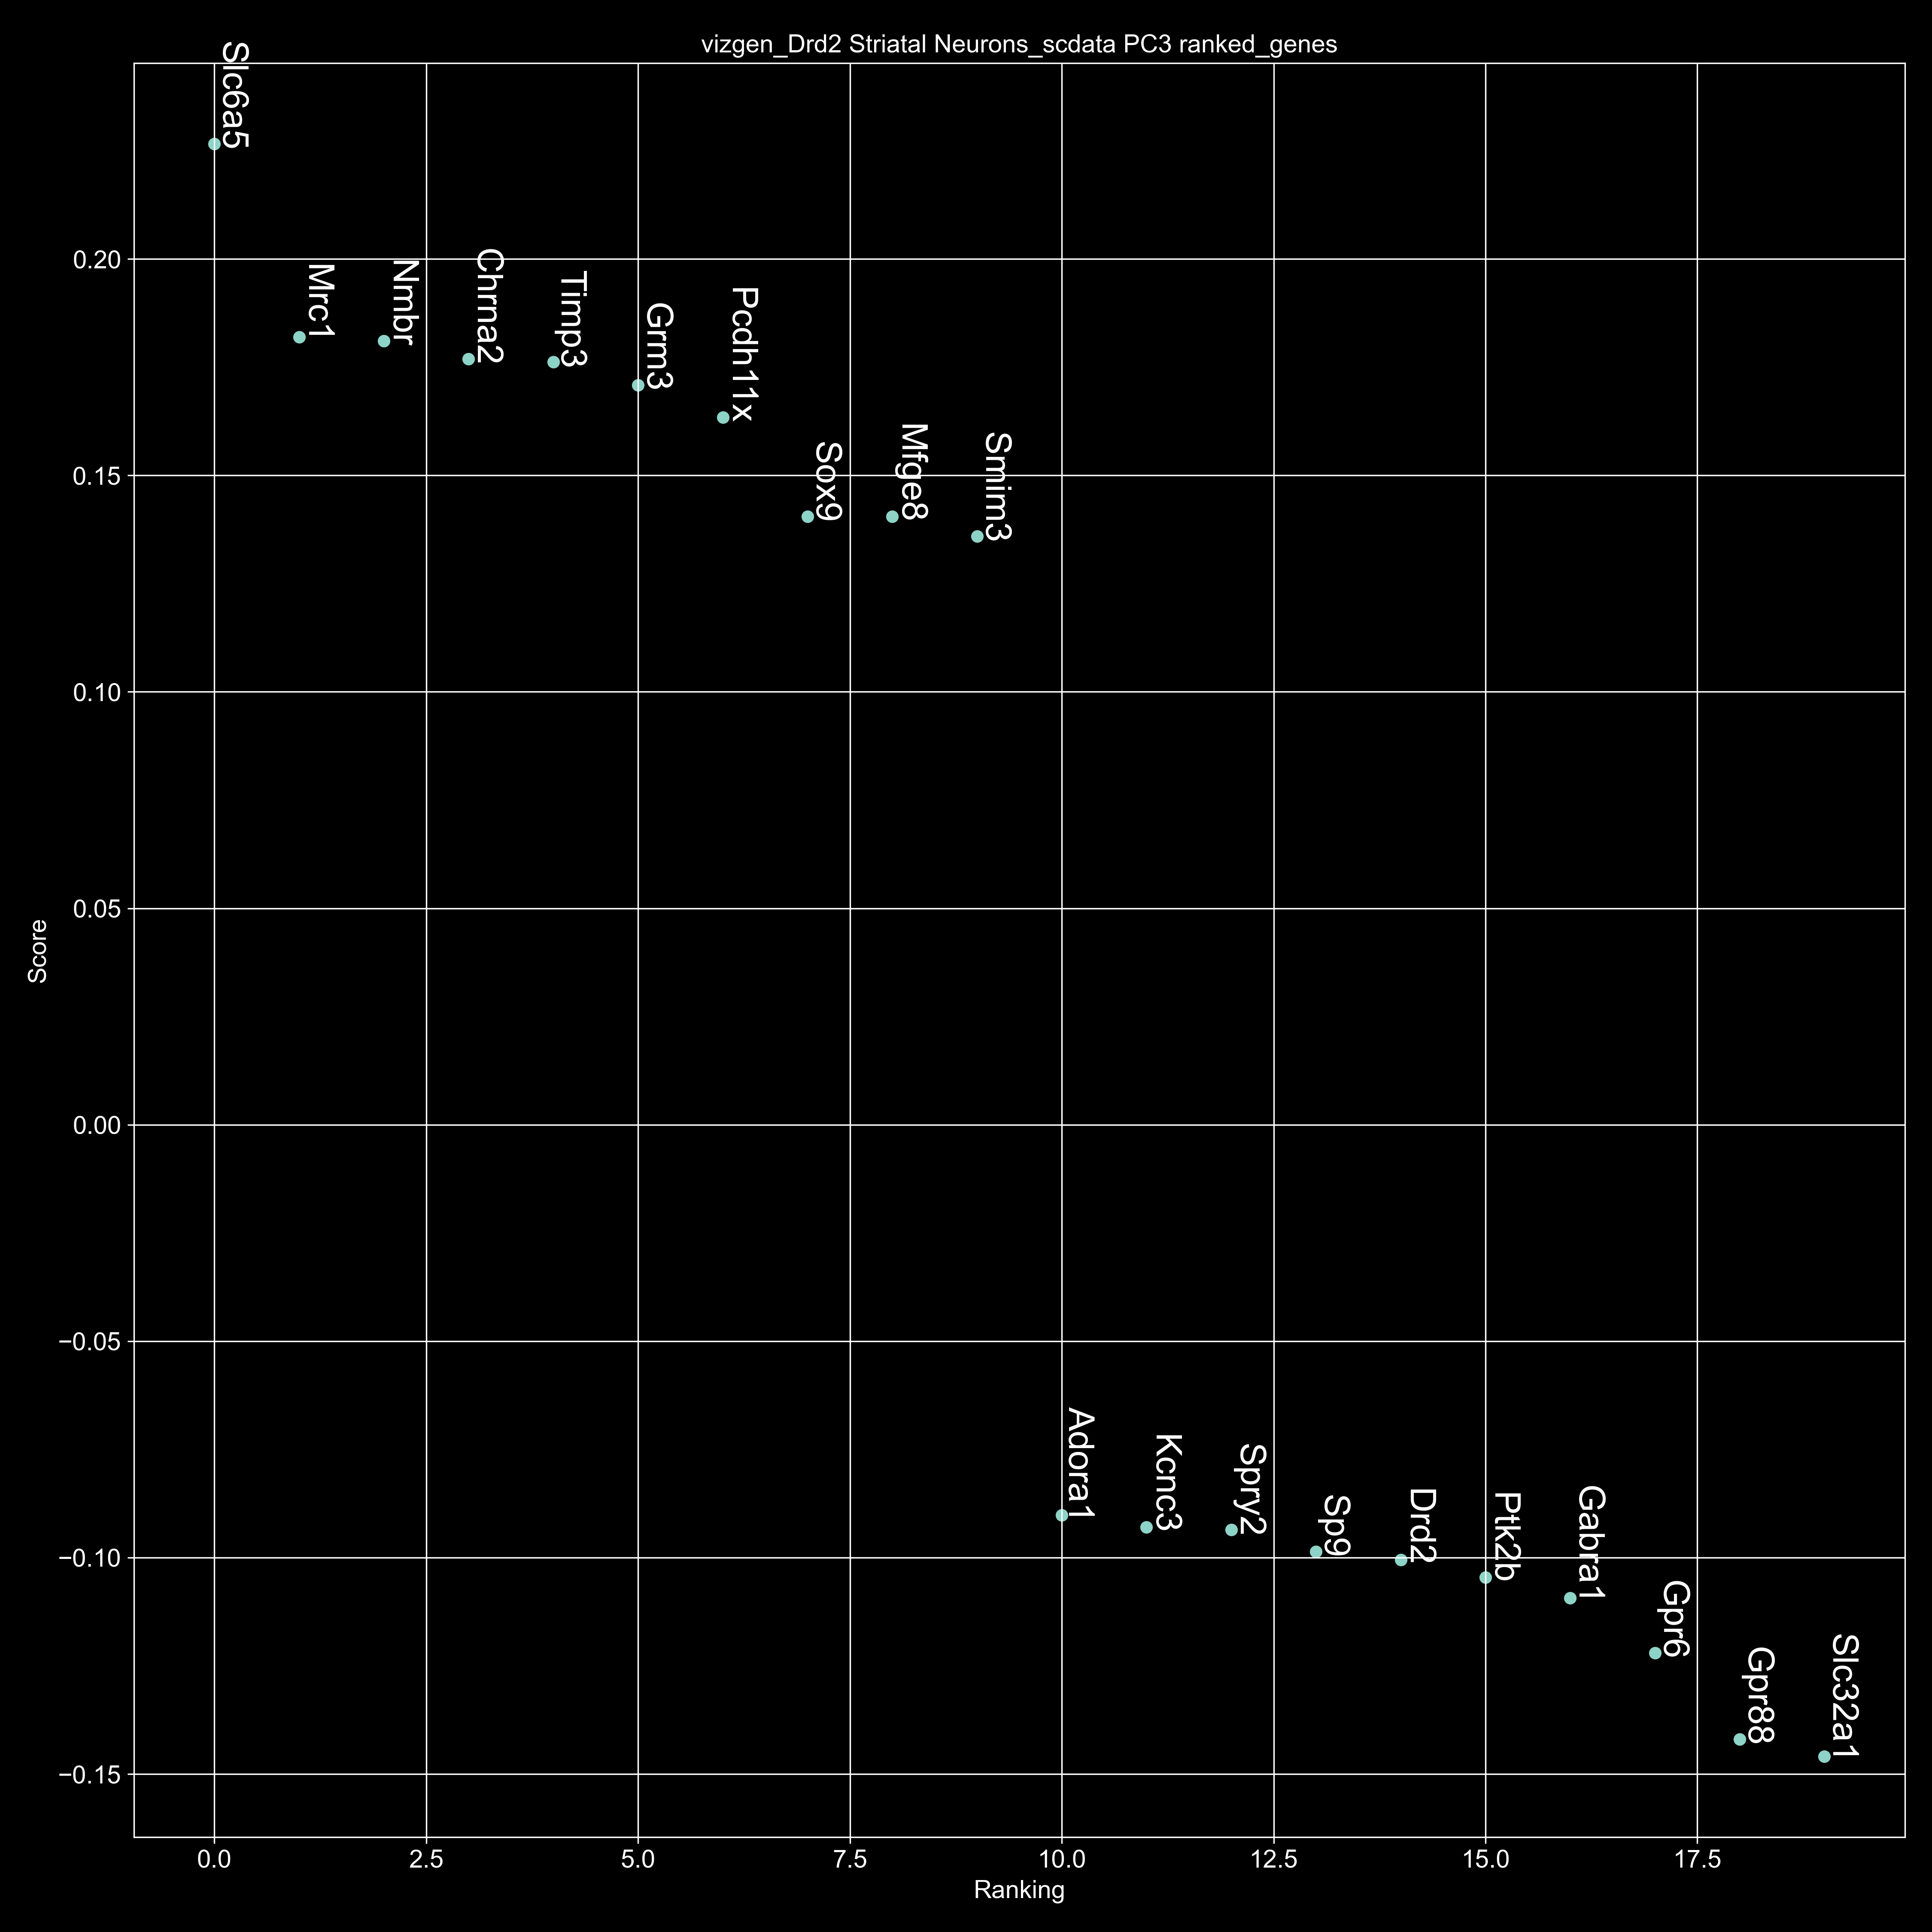 vizgen_Drd2 Striatal Neurons_scdata PC3 ranked_genes
Slc6a5
Mrc1
Nmbr
Chrna2
Timp3
Grm3
Pcdh11x
Sox9
Mfge8
Smim3
Adora1
Kcnc3
Spry2
Sp9
Drd2
Ptk2b
Gabra1
Gpr6
Gpr88
Slc32a1
0.20
0.15
0.10
0.05
0.00
−0.05
−0.10
−0.15
Score
0.0
2.5
5.0
7.5
10.0
12.5
15.0
17.5
Ranking